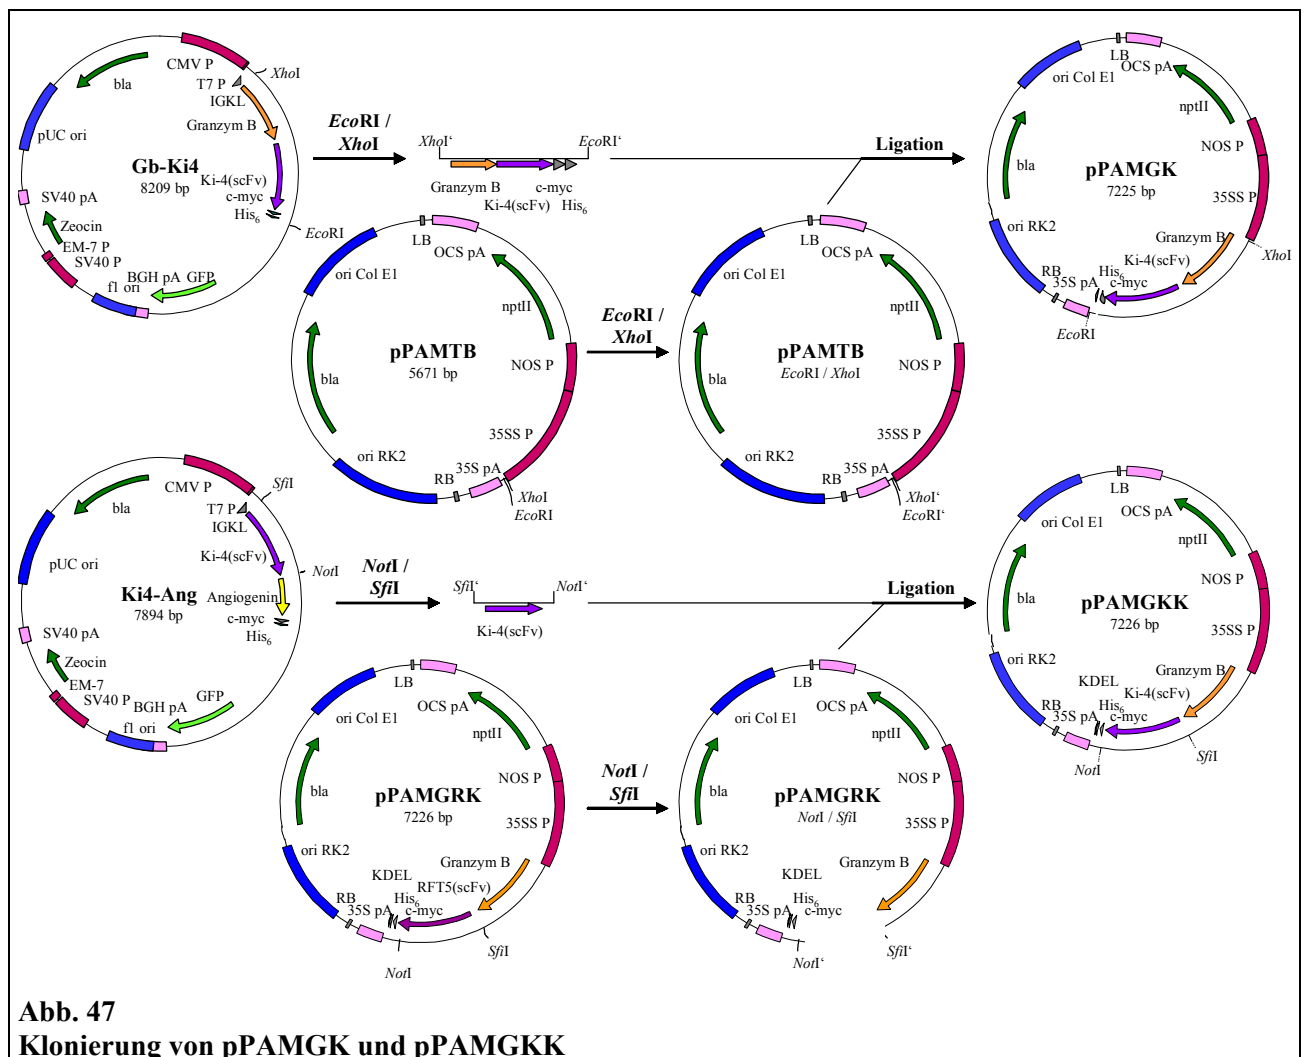 CMV P
XhoI
T7 P
IGKL
bla
Granzym B
pUC ori
Gb-Ki4
8209 bp
Ki-4(scFv)
c-myc
His6
SV40 pA
Zeocin
EM-7 P
SV40 P
EcoRI
BGH pA
GFP
f1 ori
EcoRI /
XhoI
XhoI‘
EcoRI‘
Granzym B
c-myc
Ki-4(scFv)
His6
Ligation
LB
OCS pA
ori Col E1
nptII
bla
NOS P
pPAMGK
7225 bp
35SS P
ori RK2
Granzym B
Ki-4(scFv)
XhoI
RB
His6
35S pA
c-myc
EcoRI
LB
OCS pA
ori Col E1
nptII
pPAMTB
5671 bp
NOS P
bla
35SS P
ori RK2
35S pA
RB
XhoI
EcoRI
EcoRI /
XhoI
LB
OCS pA
ori Col E1
nptII
pPAMTB
EcoRI / XhoI
NOS P
bla
35SS P
ori RK2
35S pA
RB
XhoI‘
EcoRI‘
CMV P
SfiI
T7 P
IGKL
bla
Ki-4(scFv)
pUC ori
NotI
Ki4-Ang
7894 bp
Angiogenin
c-myc
His6
SV40 pA
Zeocin
EM-7
SV40 P
BGH pA
GFP
f1 ori
NotI /
SfiI
SfiI‘
NotI‘
Ki-4(scFv)
Ligation
LB
OCS pA
ori Col E1
nptII
bla
NOS P
pPAMGKK
7226 bp
35SS P
ori RK2
Granzym B
KDEL
Ki-4(scFv)
RB
His6
35S pA
c-myc
NotI
SfiI
LB
OCS pA
ori Col E1
nptII
NOS P
bla
pPAMGRK
7226 bp
35SS P
ori RK2
Granzym B
KDEL
RFT5(scFv)
RB
His6
35S pA
c-myc
SfiI
NotI
NotI /
SfiI
LB
OCS pA
ori Col E1
nptII
NOS P
bla
pPAMGRK
NotI / SfiI
35SS P
ori RK2
Granzym B
KDEL
RB
His6
35S pA
c-myc
SfiI‘
NotI‘
Abb. 47
Klonierung von pPAMGK und pPAMGKK